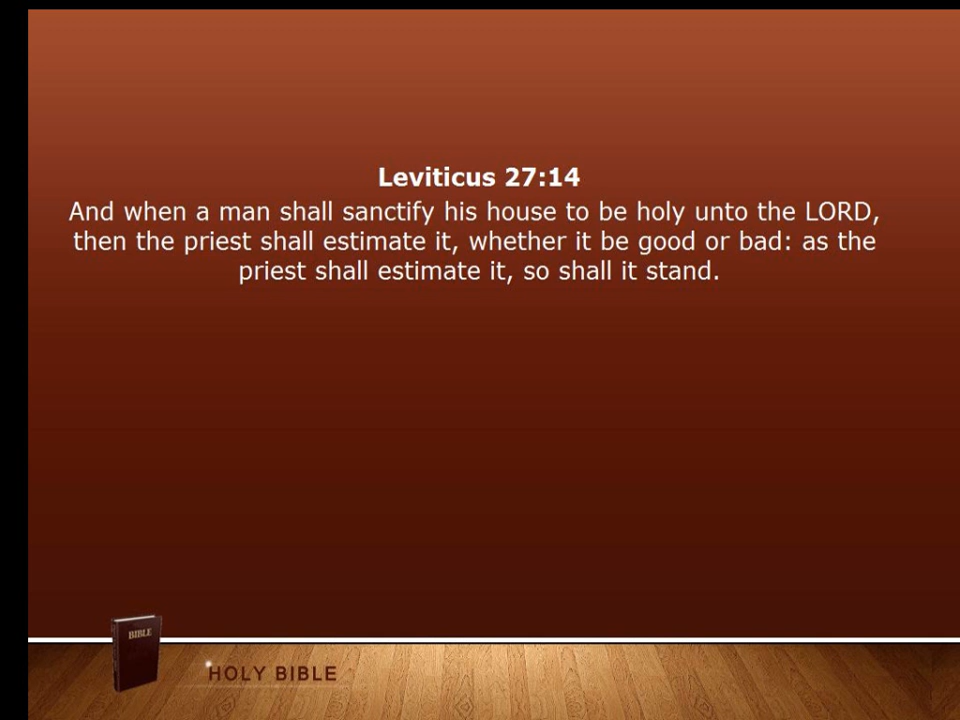 Leviticus 27:14
And when a man shall sanctify his house to be holy unto the LORD,
then the priest shall estimate it, whether it be good or bad: as the
priest shall estimate it, so shall it stand.
BIBLE
HOLY BIBLE